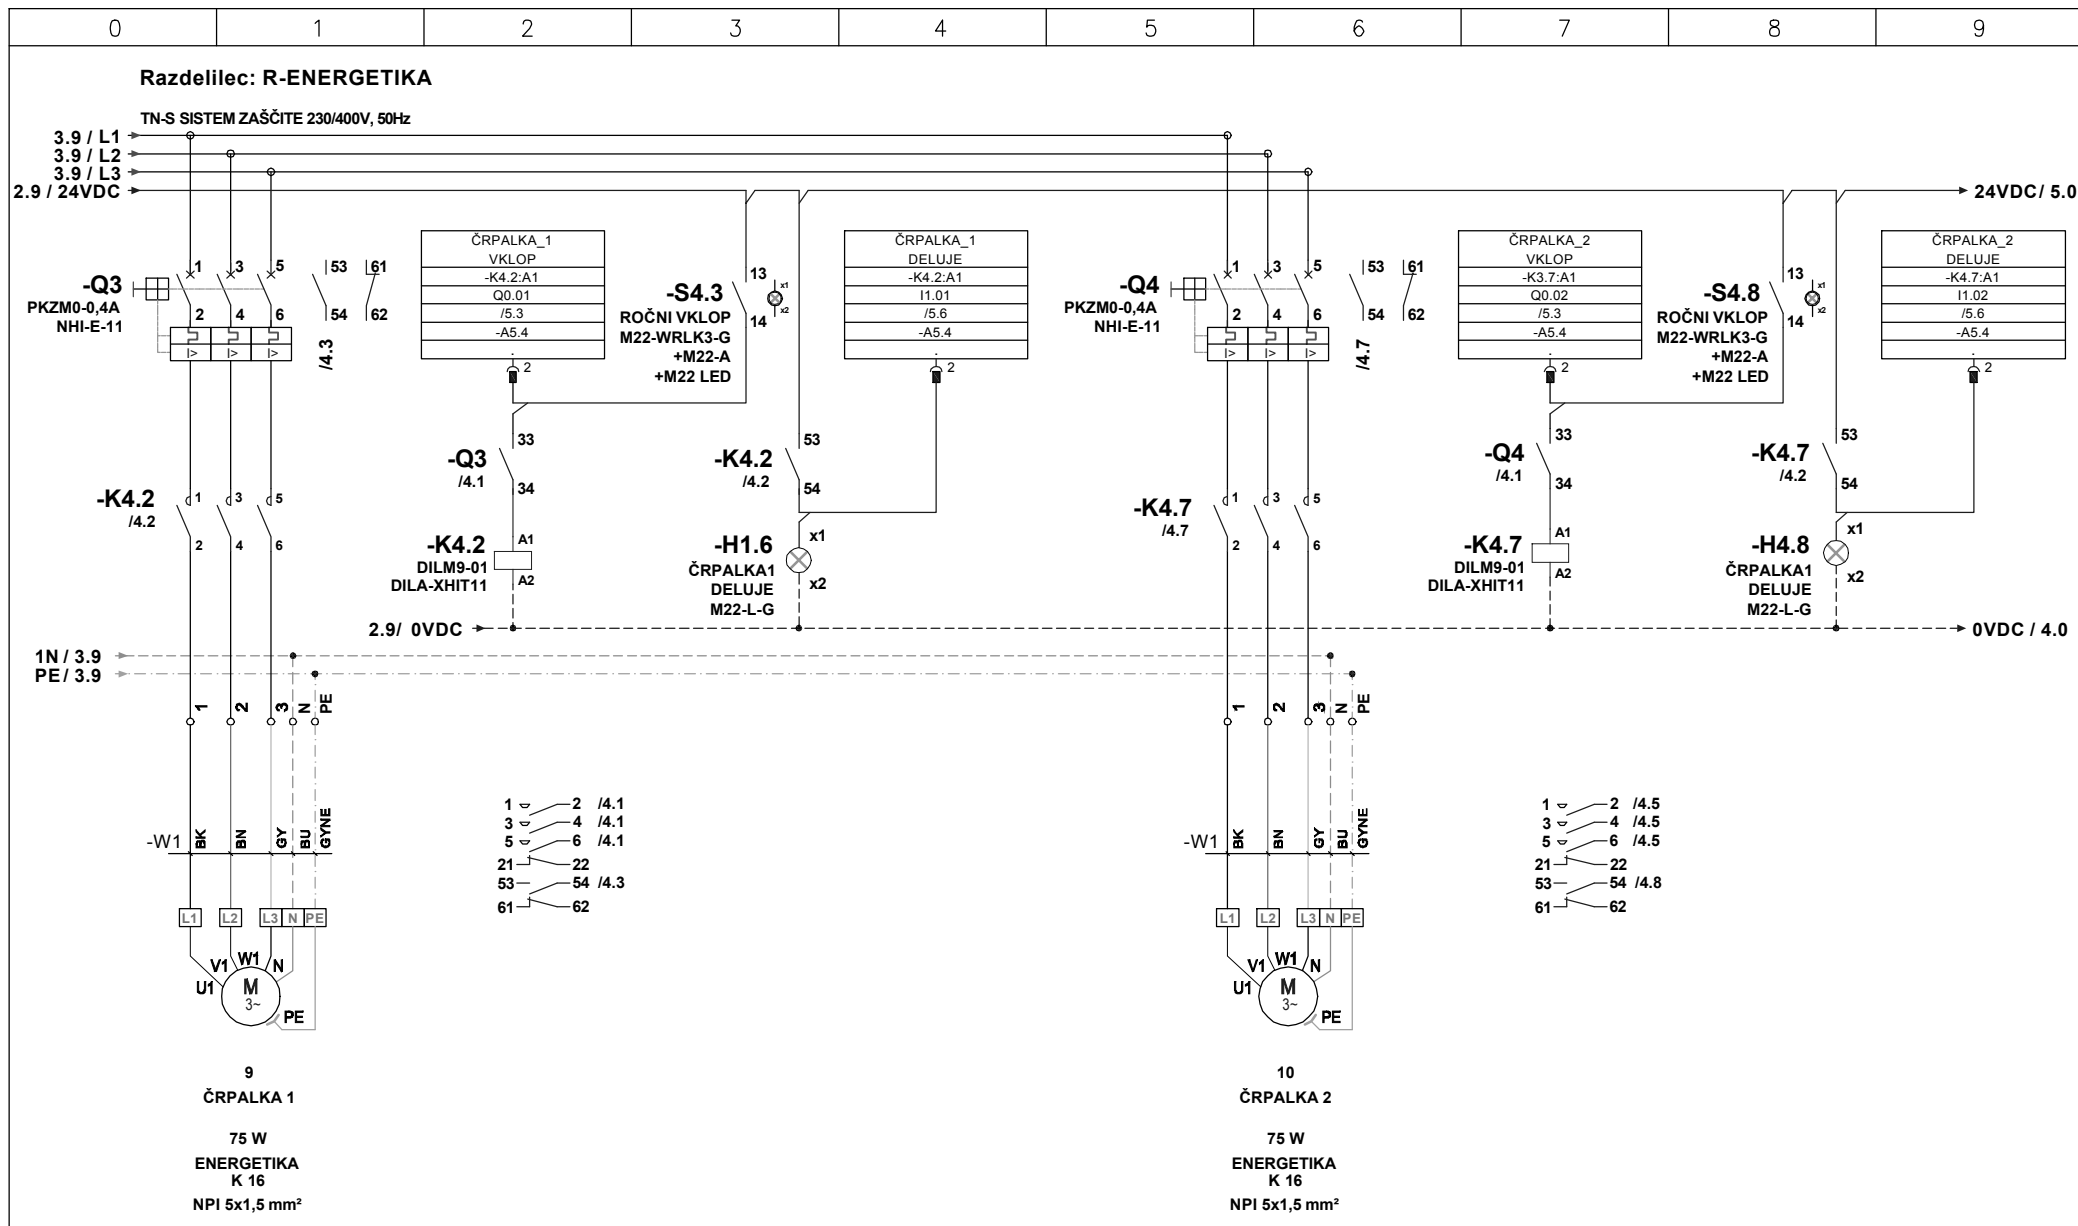 0 1 2 3 4 5 6 7 8 9
Razdelilec: R-ENERGETIKA
TN-S SISTEM ZAŠČITE 230/400V, 50Hz
3.9 / L1
3.9 / L2
3.9 / L3
2.9 / 24VDC
24VDC / 5.0
-Q3
PKZM0-0,4A
NHI-E-11
1 3 5 53 61
2 4 6 54 62
I> I> I>
/4.3
ČRPALKA_1
VKLOP
-K4.2:A1
Q0.01
/5.3
-A5.4
.
2
-S4.3
ROČNI VKLOP
M22-WRLK3-G
+M22-A
+M22 LED
13
14
x1
x2
ČRPALKA_1
DELUJE
-K4.2:A1
I1.01
/5.6
-A5.4
.
2
-Q4
PKZM0-0,4A
NHI-E-11
1 3 5 53 61
2 4 6 54 62
I> I> I>
/4.7
ČRPALKA_2
VKLOP
-K3.7:A1
Q0.02
/5.3
-A5.4
.
2
-S4.8
ROČNI VKLOP
M22-WRLK3-G
+M22-A
+M22 LED
13
14
x1
x2
ČRPALKA_2
DELUJE
-K4.7:A1
I1.02
/5.6
-A5.4
.
2
-K4.2
/4.2
1 3 5
2 4 6
-Q3
/4.1
33
34
-K4.2
DILM9-01
DILA-XHIT11
A1
A2
-K4.2
/4.2
53
54
-H1.6
ČRPALKA1
DELUJE
M22-L-G
x1
x2
-K4.7
/4.7
1 3 5
2 4 6
-Q4
/4.1
33
34
-K4.7
DILM9-01
DILA-XHIT11
A1
A2
-K4.7
/4.2
53
54
-H4.8
ČRPALKA1
DELUJE
M22-L-G
x1
x2
2.9/ 0VDC
0VDC / 4.0
1N / 3.9
PE / 3.9
1 2 3 N PE
1 2 3 N PE
-W1 BK BN GY BU GYNE
1 2 /4.1
3 4 /4.1
5 6 /4.1
21 22
53 54 /4.3
61 62
-W1 BK BN GY BU GYNE
1 2 /4.5
3 4 /4.5
5 6 /4.5
21 22
53 54 /4.8
61 62
L1 L2 L3 N PE
U1 V1 W1 N
M
3~
PE
L1 L2 L3 N PE
U1 V1 W1 N
M
3~
PE
9
ČRPALKA 1
75 W
ENERGETIKA
K 16
NPI 5x1,5 mm²
10
ČRPALKA 2
75 W
ENERGETIKA
K 16
NPI 5x1,5 mm²